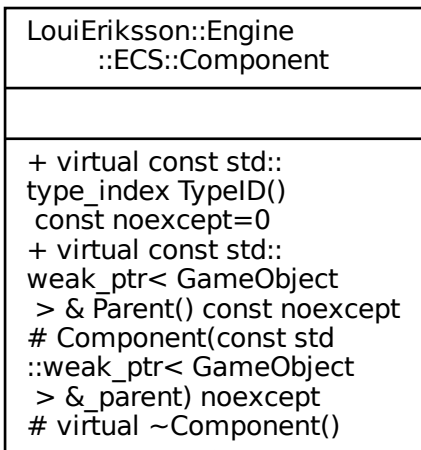 LouiEriksson::Engine
::ECS::Component
+ virtual const std::
type_index TypeID()
const noexcept=0
+ virtual const std::
weak_ptr< GameObject
> & Parent() const noexcept
# Component(const std
::weak_ptr< GameObject
> &_parent) noexcept
# virtual ~Component()